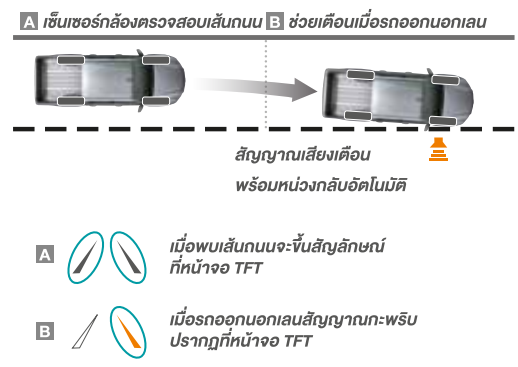 A เซ็นเซอร์กล้องตรวจสอบเส้นถนน B ช่วยเตือนเมื่อรถออกนอกเลน
สัญญาณเสียงเตือน
พร้อมหน่วงกลับอัตโนมัติ
A เมื่อพบเส้นถนนจะขึ้นสัญลักษณ์
ที่หน้าจอ TFT
B เมื่อรถออกนอกเลนสัญญาณกะพริบ
ปรากฏที่หน้าจอ TFT